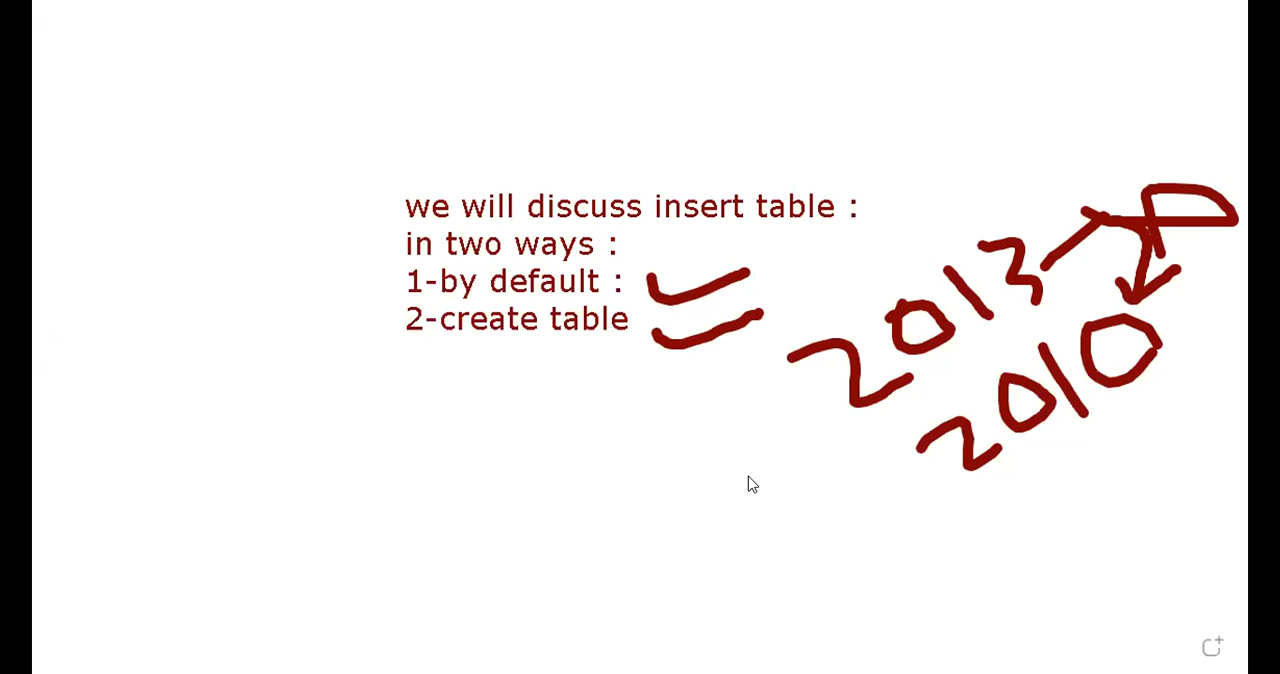 we will discuss insert table :
in two ways :
1-by default :
2-create table
2013
2010